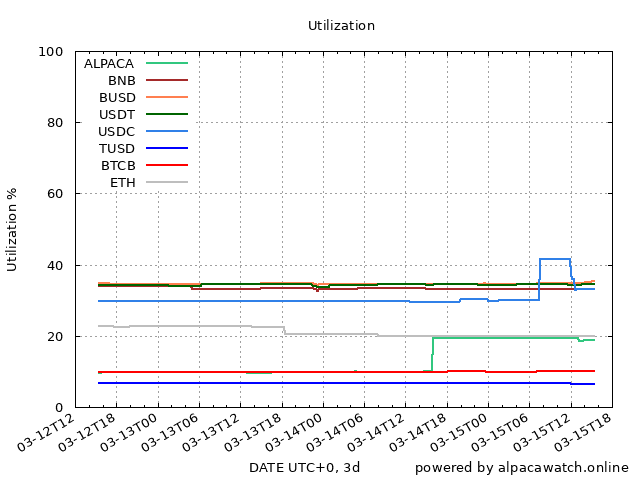 Utilization
100
80
60
40
20
0
Utilization %
ALPACA
BNB
BUSD
USDT
USDC
TUSD
BTCB
ETH
03-12T12
03-12T18
03-13T00
03-13T06
03-13T12
03-13T18
03-14T00
03-14T06
03-14T12
03-14T18
03-15T00
03-15T06
03-15T12
03-15T18
DATE UTC+0, 3d
powered by alpacawatch.online